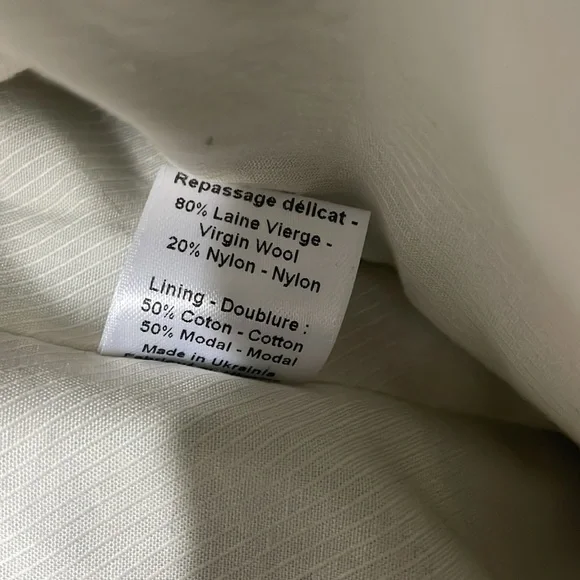 Repassage délicat -
80% Laine Vierge -
Virgin Wool
20% Nylon - Nylon
Lining - Doublure :
50% Coton - Cotton
50% Modal - Modal
Made in Ukrainia